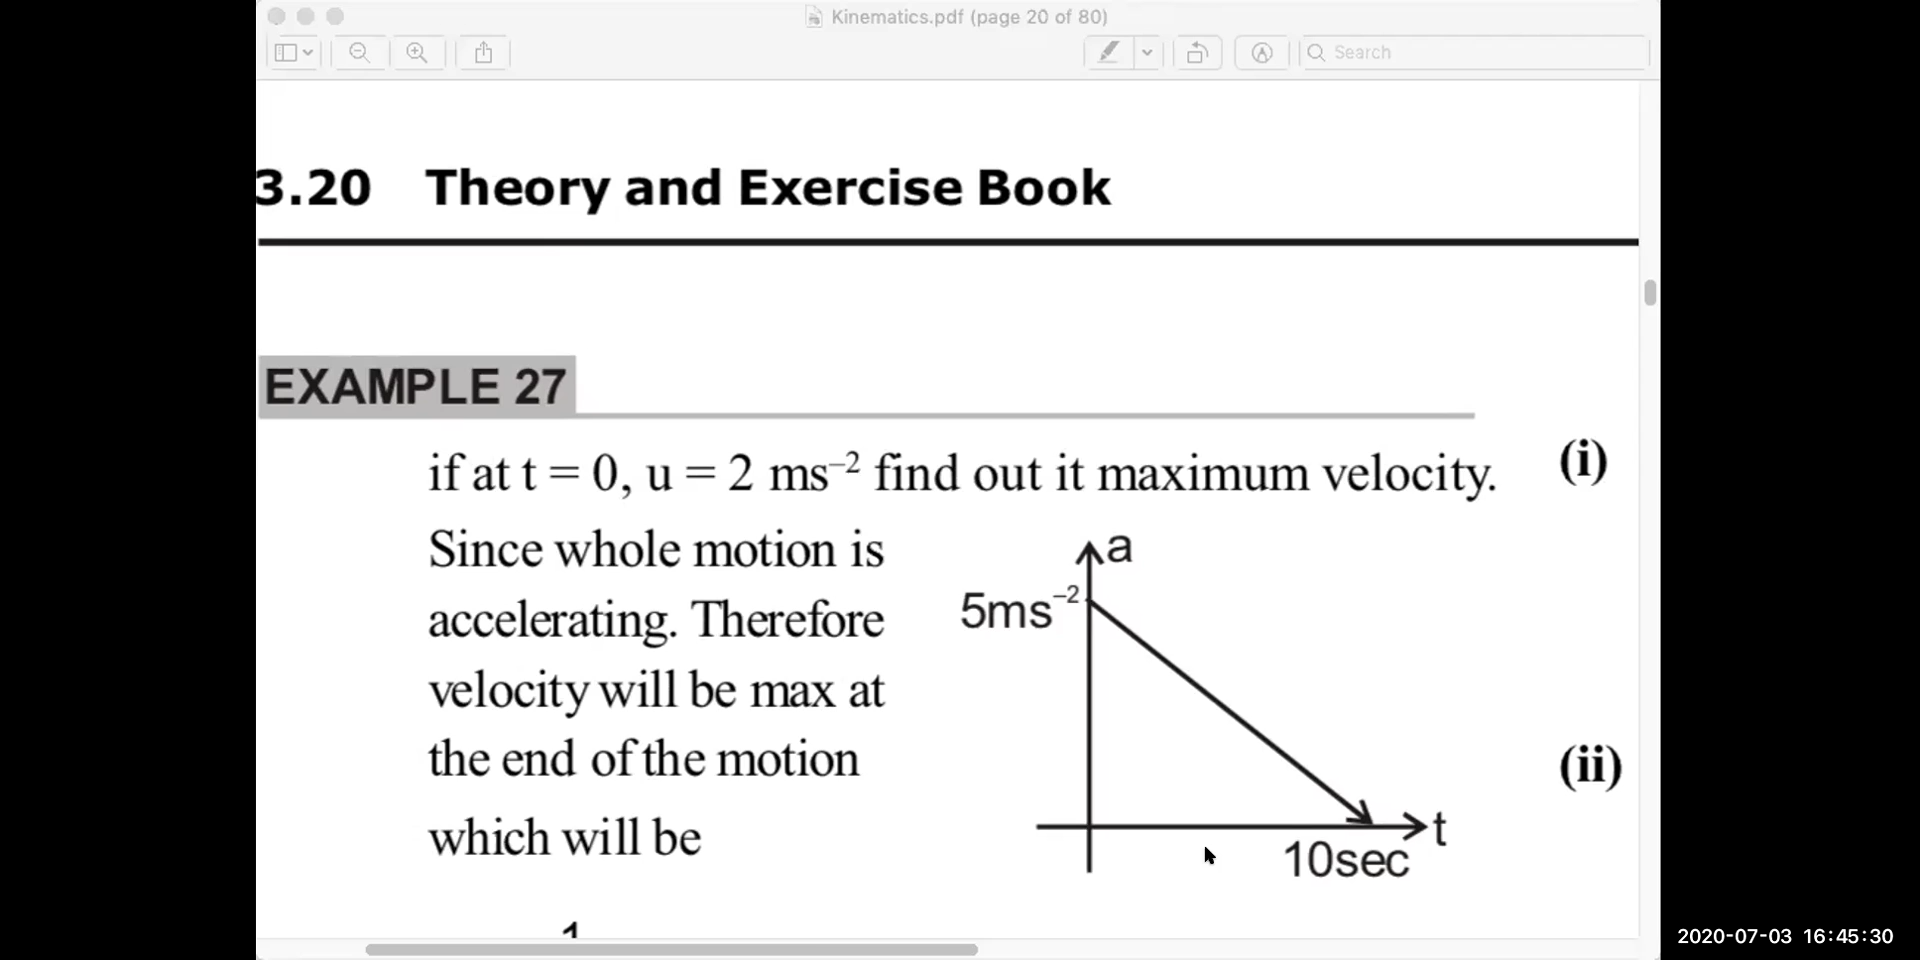 Kinematics.pdf (page 20 of 80)
Search
3.20 Theory and Exercise Book
EXAMPLE 27
if at t = 0, u = 2 ms⁻² find out it maximum velocity.
(i)
Since whole motion is
accelerating. Therefore
velocity will be max at
the end of the motion
which will be
a
5ms⁻²
t
10sec
(ii)
1
2020-07-03 16:45:30